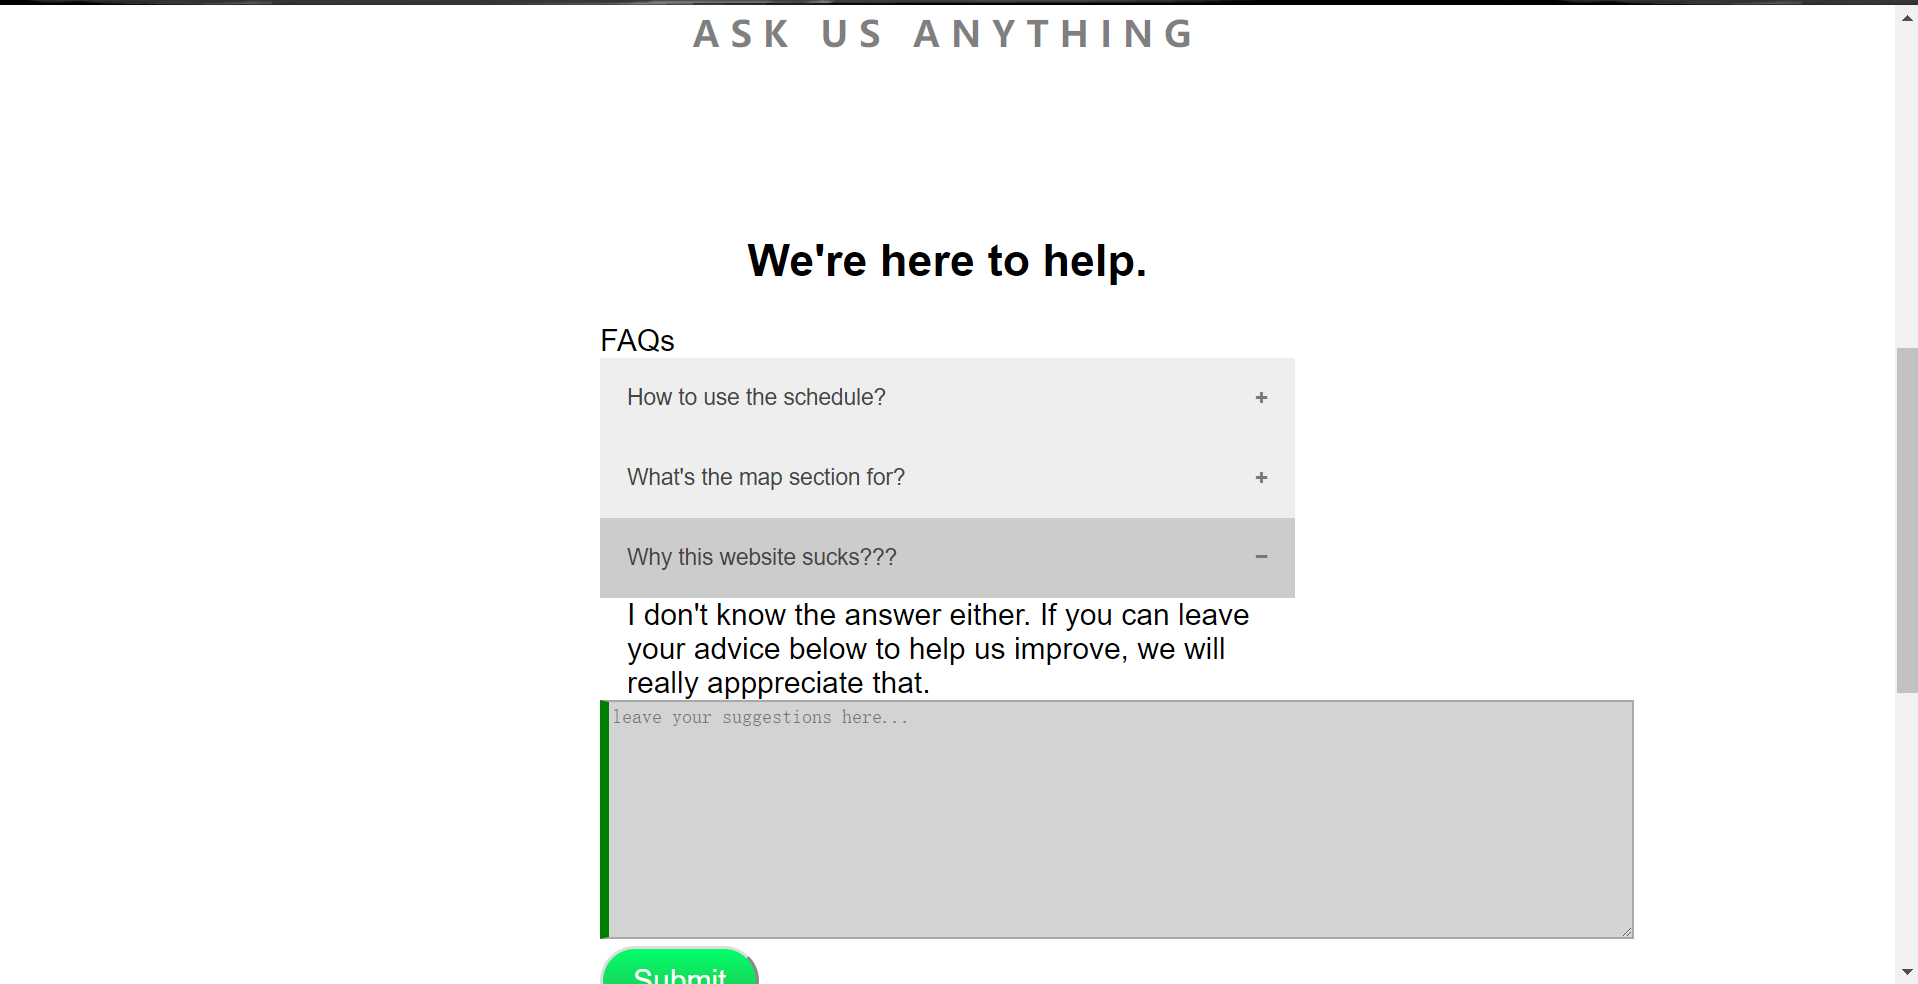 ASK US ANYTHING
We're here to help.
FAQs
How to use the schedule? +
What's the map section for? +
Why this website sucks??? −
I don't know the answer either. If you can leave
your advice below to help us improve, we will
really apppreciate that.
leave your suggestions here...
Submit